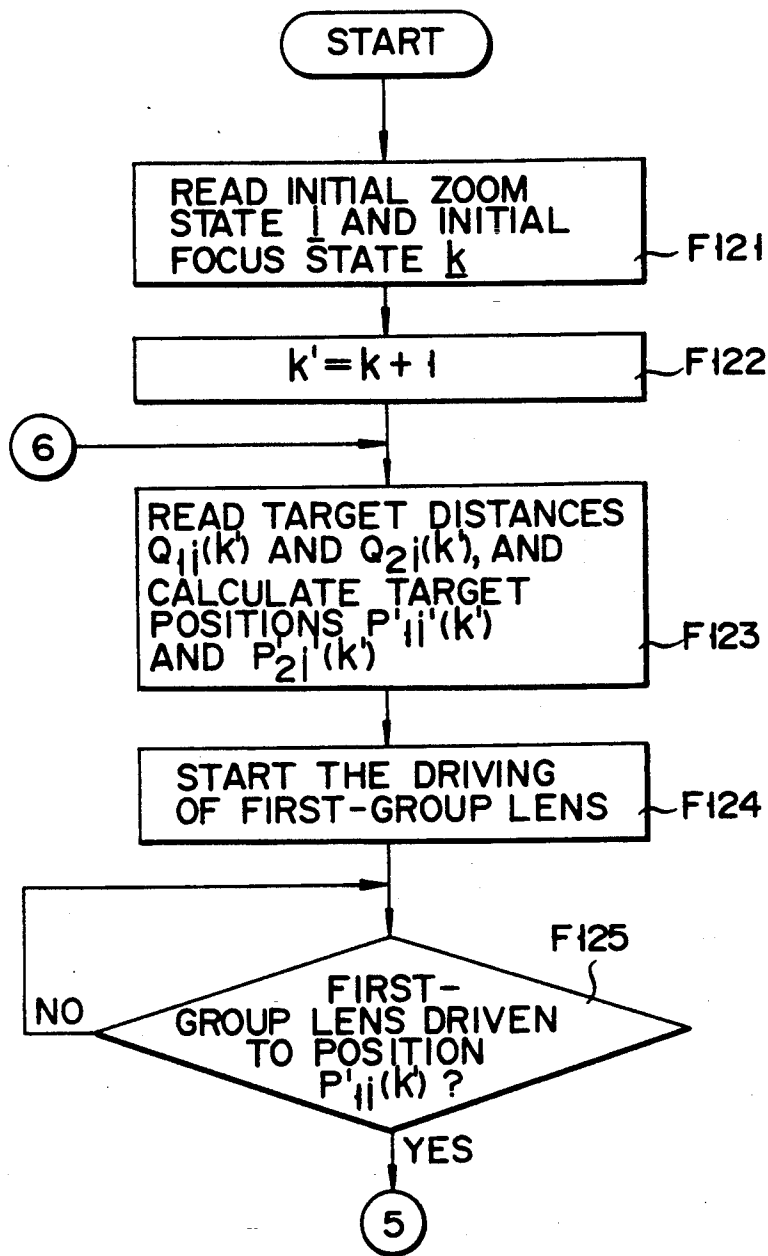 START
READ INITIAL ZOOM
STATE i AND INITIAL
FOCUS STATE k
F121
k' = k + 1
F122
6
READ TARGET DISTANCES
Q1i(k') AND Q2i(k'), AND
CALCULATE TARGET
POSITIONS P'1i'(k')
AND P'2i'(k')
F123
START THE DRIVING
OF FIRST-GROUP LENS
F124
F125
FIRST-
GROUP LENS DRIVEN
TO POSITION
P'1i(k') ?
NO
YES
5